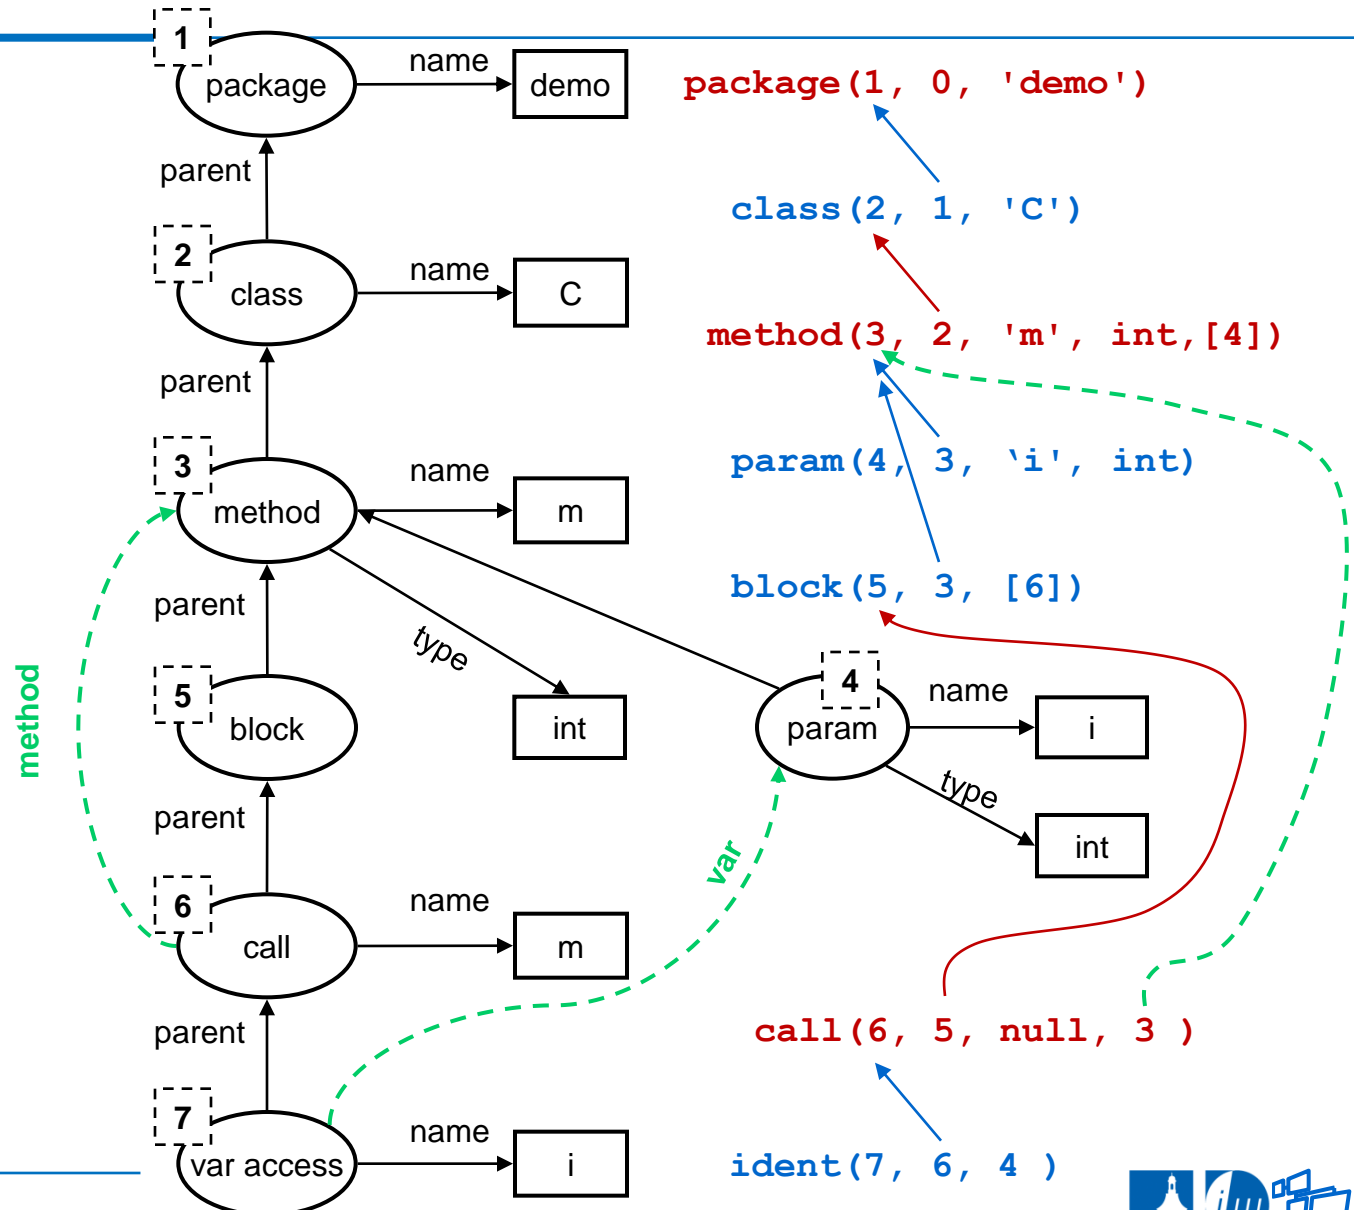 1
package
name
demo
package(1, 0, 'demo')
parent
2
class
name
C
class(2, 1, 'C')
parent
3
method
name
m
method(3, 2, 'm', int,[4])
param(4, 3, ‵i', int)
parent
type
block(5, 3, [6])
method
5
block
int
4
param
name
i
type
int
parent
var
6
call
name
m
parent
call(6, 5, null, 3 )
7
var access
name
i
ident(7, 6, 4 )